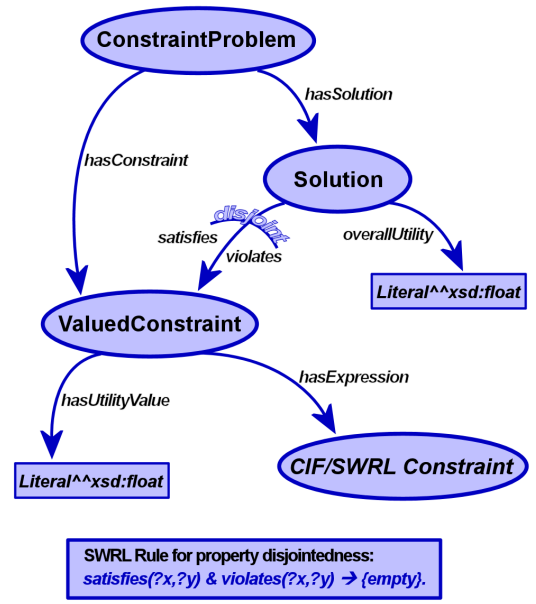 ConstraintProblem
hasSolution
hasConstraint
Solution
disjoint
satisfies
violates
overallUtility
Literal^^xsd:float
ValuedConstraint
hasExpression
hasUtilityValue
CIF/SWRL Constraint
Literal^^xsd:float
SWRL Rule for property disjointedness:
satisfies(?x,?y) & violates(?x,?y) → {empty}.